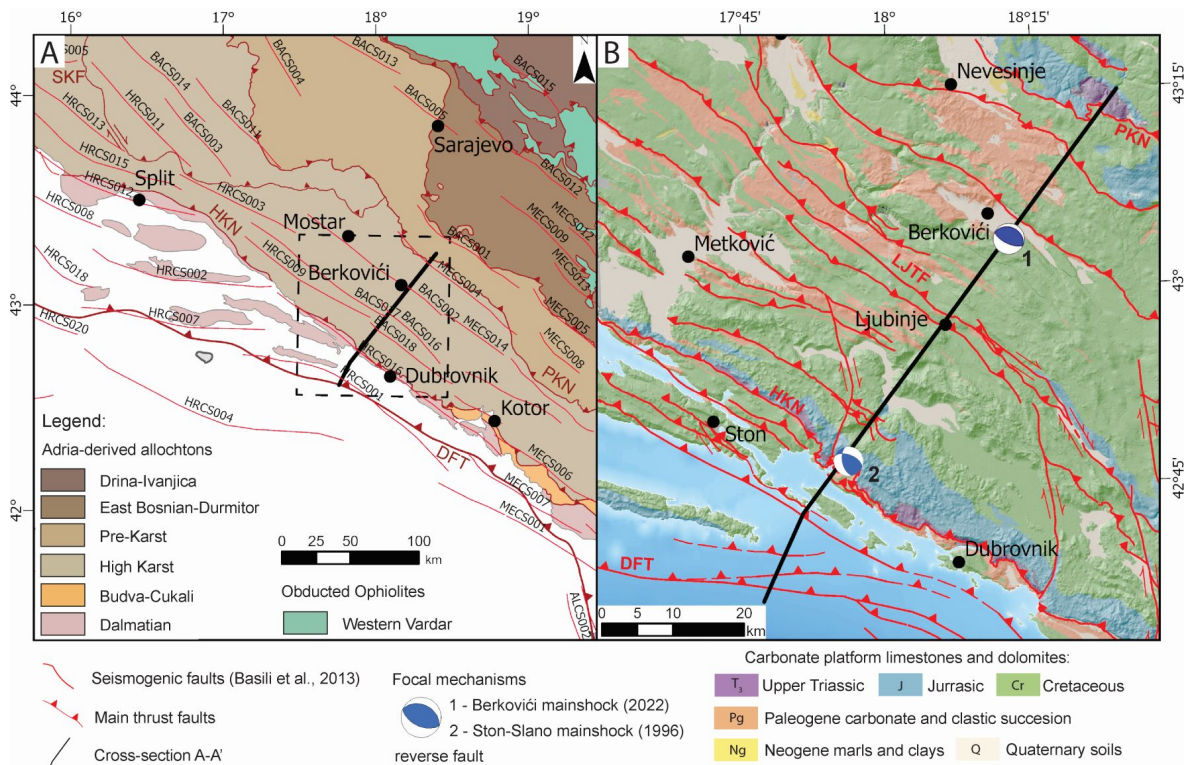 16°
17°
18°
19°
17°45'
18°
18°15'
44°
43°
42°
43°15'
43°
42°45'
A
S005
SKF
BACS014
BACS004
BACS013
BACS015
HRCS013
HRCS011
BACS003
BACS011
BACS005
Sarajevo
HRCS015
HRCS012
Split
HRCS003
BACS012
HRCS008
HKN
Mostar
MECS009
MECS012
BACS001
MECS013
HRCS018
HRCS002
HRCS009
Berkovići
MECS004
BACS002
MECS005
HRCS020
HRCS007
BACS016
MECS014
MECS008
BACS018
HRCS016
PKN
HRCS001
Dubrovnik
HRCS004
Kotor
DFT
MECS006
MECS007
MECS001
ALCS002
Legend:
Adria-derived allochtons
Drina-Ivanjica
East Bosnian-Durmitor
Pre-Karst
High Karst
Budva-Cukali
Dalmatian
0 25 50 100
km
Obducted Ophiolites
Western Vardar
B
Nevesinje
PKN
Berkovići
1
Metković
LJTF
Ljubinje
HKN
Ston
2
Dubrovnik
DFT
0 5 10 20
km
Seismogenic faults (Basili et al., 2013)
Main thrust faults
Cross-section A-A'
Focal mechanisms
1 - Berkovići mainshock (2022)
2 - Ston-Slano mainshock (1996)
reverse fault
Carbonate platform limestones and dolomites:
T3 Upper Triassic J Jurrasic Cr Cretaceous
Pg Paleogene carbonate and clastic succesion
Ng Neogene marls and clays Q Quaternary soils